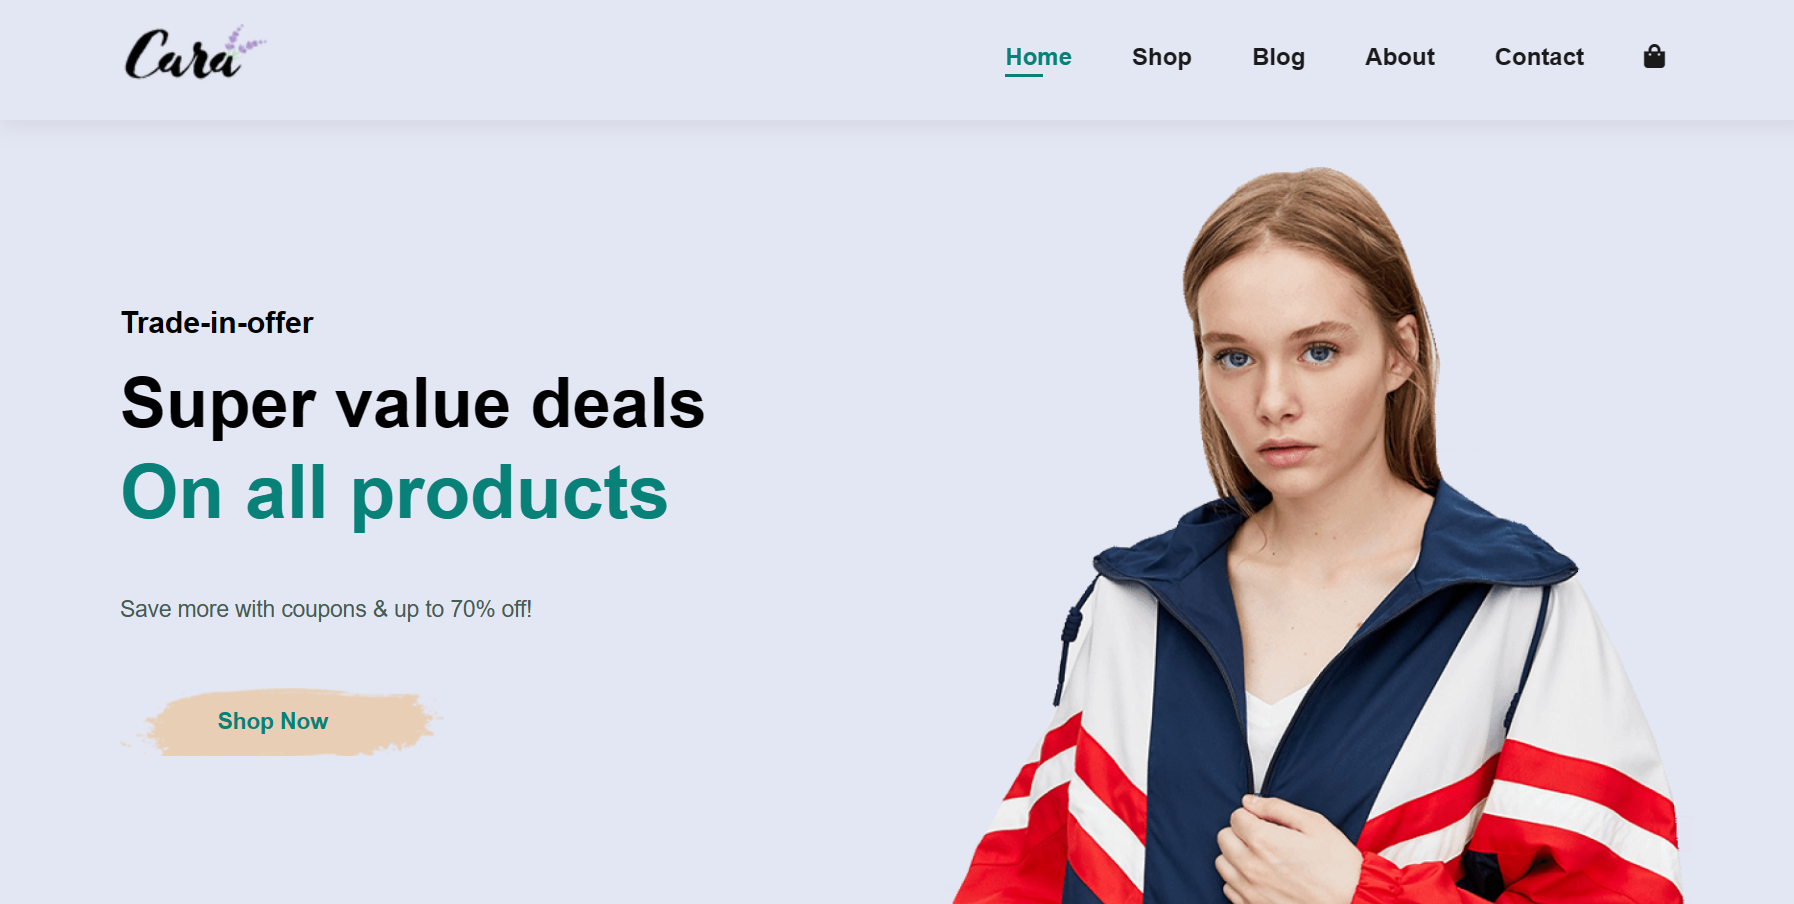 Cara
Home Shop Blog About Contact
Trade-in-offer
Super value deals
On all products
Save more with coupons & up to 70% off!
Shop Now